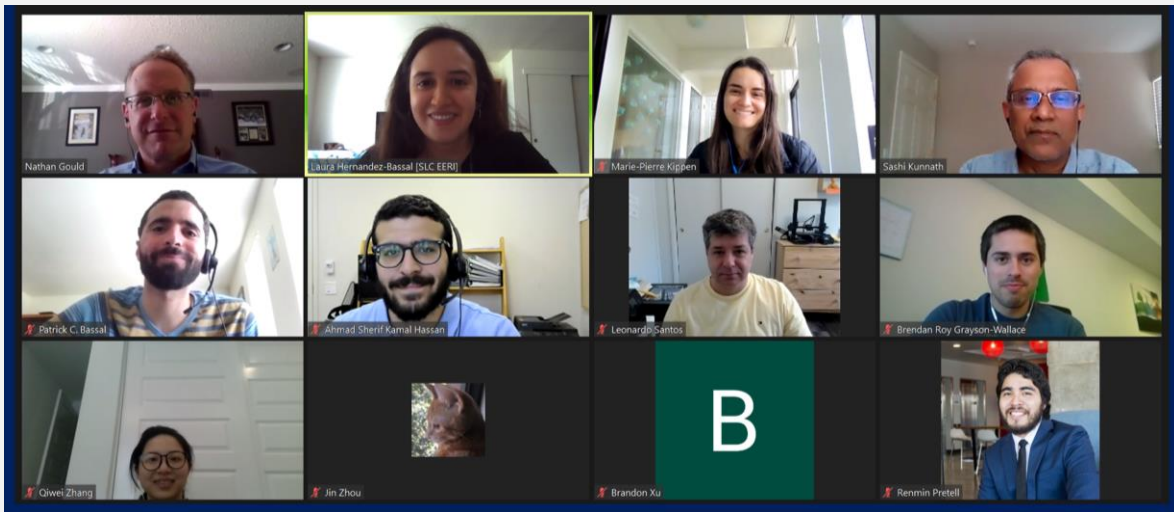 Nathan Gould
Laura Hernandez-Bassal [SLC EERI]
Marie-Pierre Kippen
Sashi Kunnath
Patrick C. Bassal
Ahmad Sherif Kamal Hassan
Leonardo Santos
Brendan Roy Grayson-Wallace
Qiwei Zhang
Jin Zhou
B
Brandon Xu
Renmin Pretell